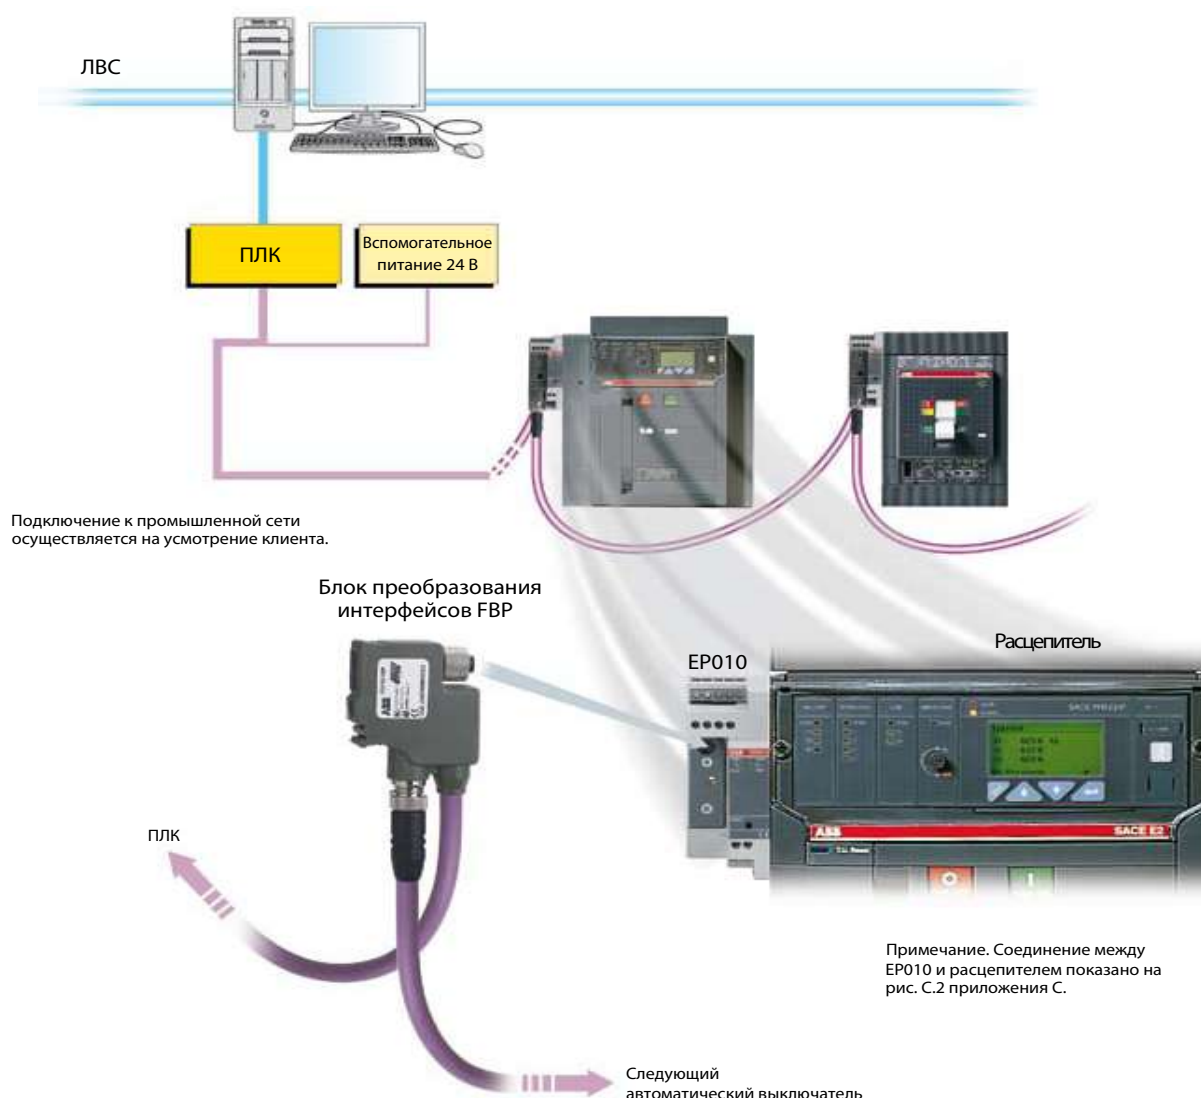 ЛВС
ПЛК
Вспомогательное
питание 24 В
Подключение к промышленной сети
осуществляется на усмотрение клиента.
Блок преобразования
интерфейсов FBP
EP010
Расцепитель
ABB
SACE E2
ПЛК
Примечание. Соединение между
EP010 и расцепителем показано на
рис. C.2 приложения C.
Следующий
автоматический выключатель